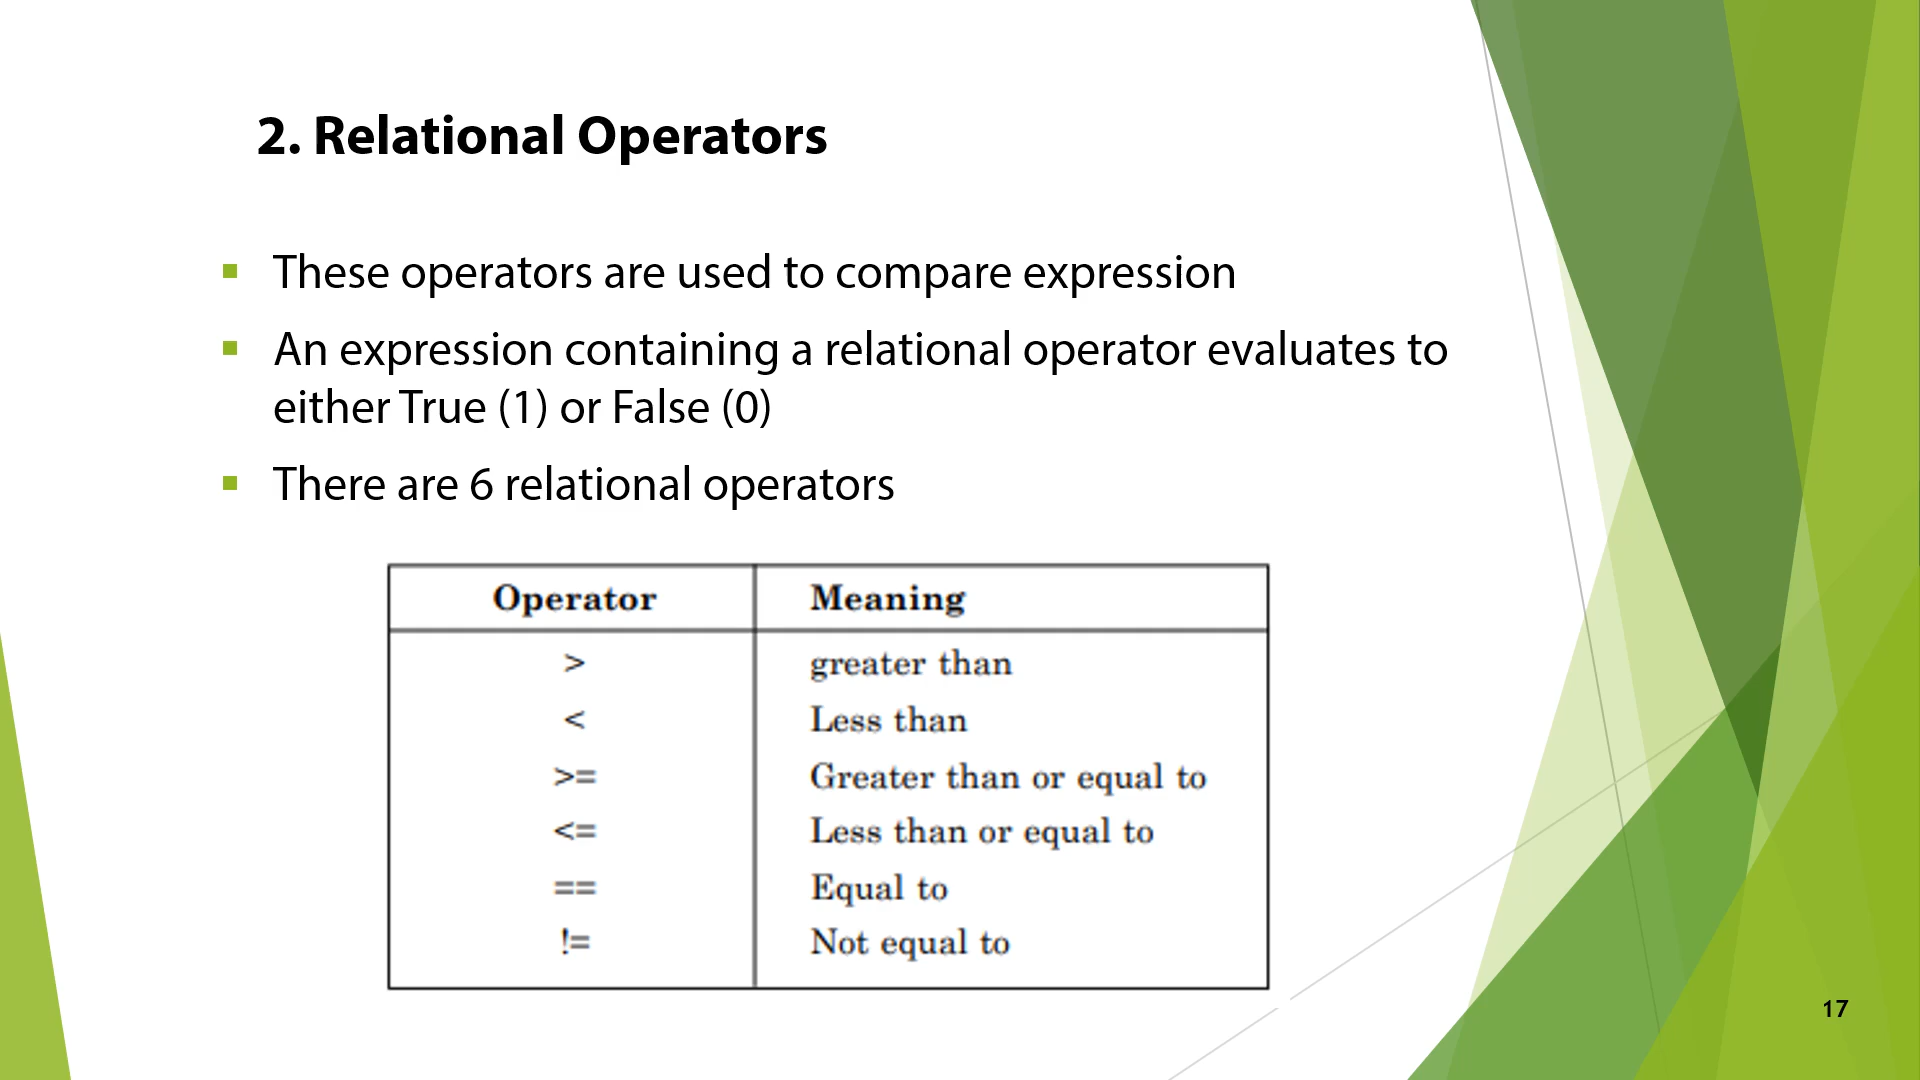 2. Relational Operators
These operators are used to compare expression
An expression containing a relational operator evaluates to
either True (1) or False (0)
There are 6 relational operators
Operator Meaning
> greater than
< Less than
>= Greater than or equal to
<= Less than or equal to
== Equal to
!= Not equal to
17